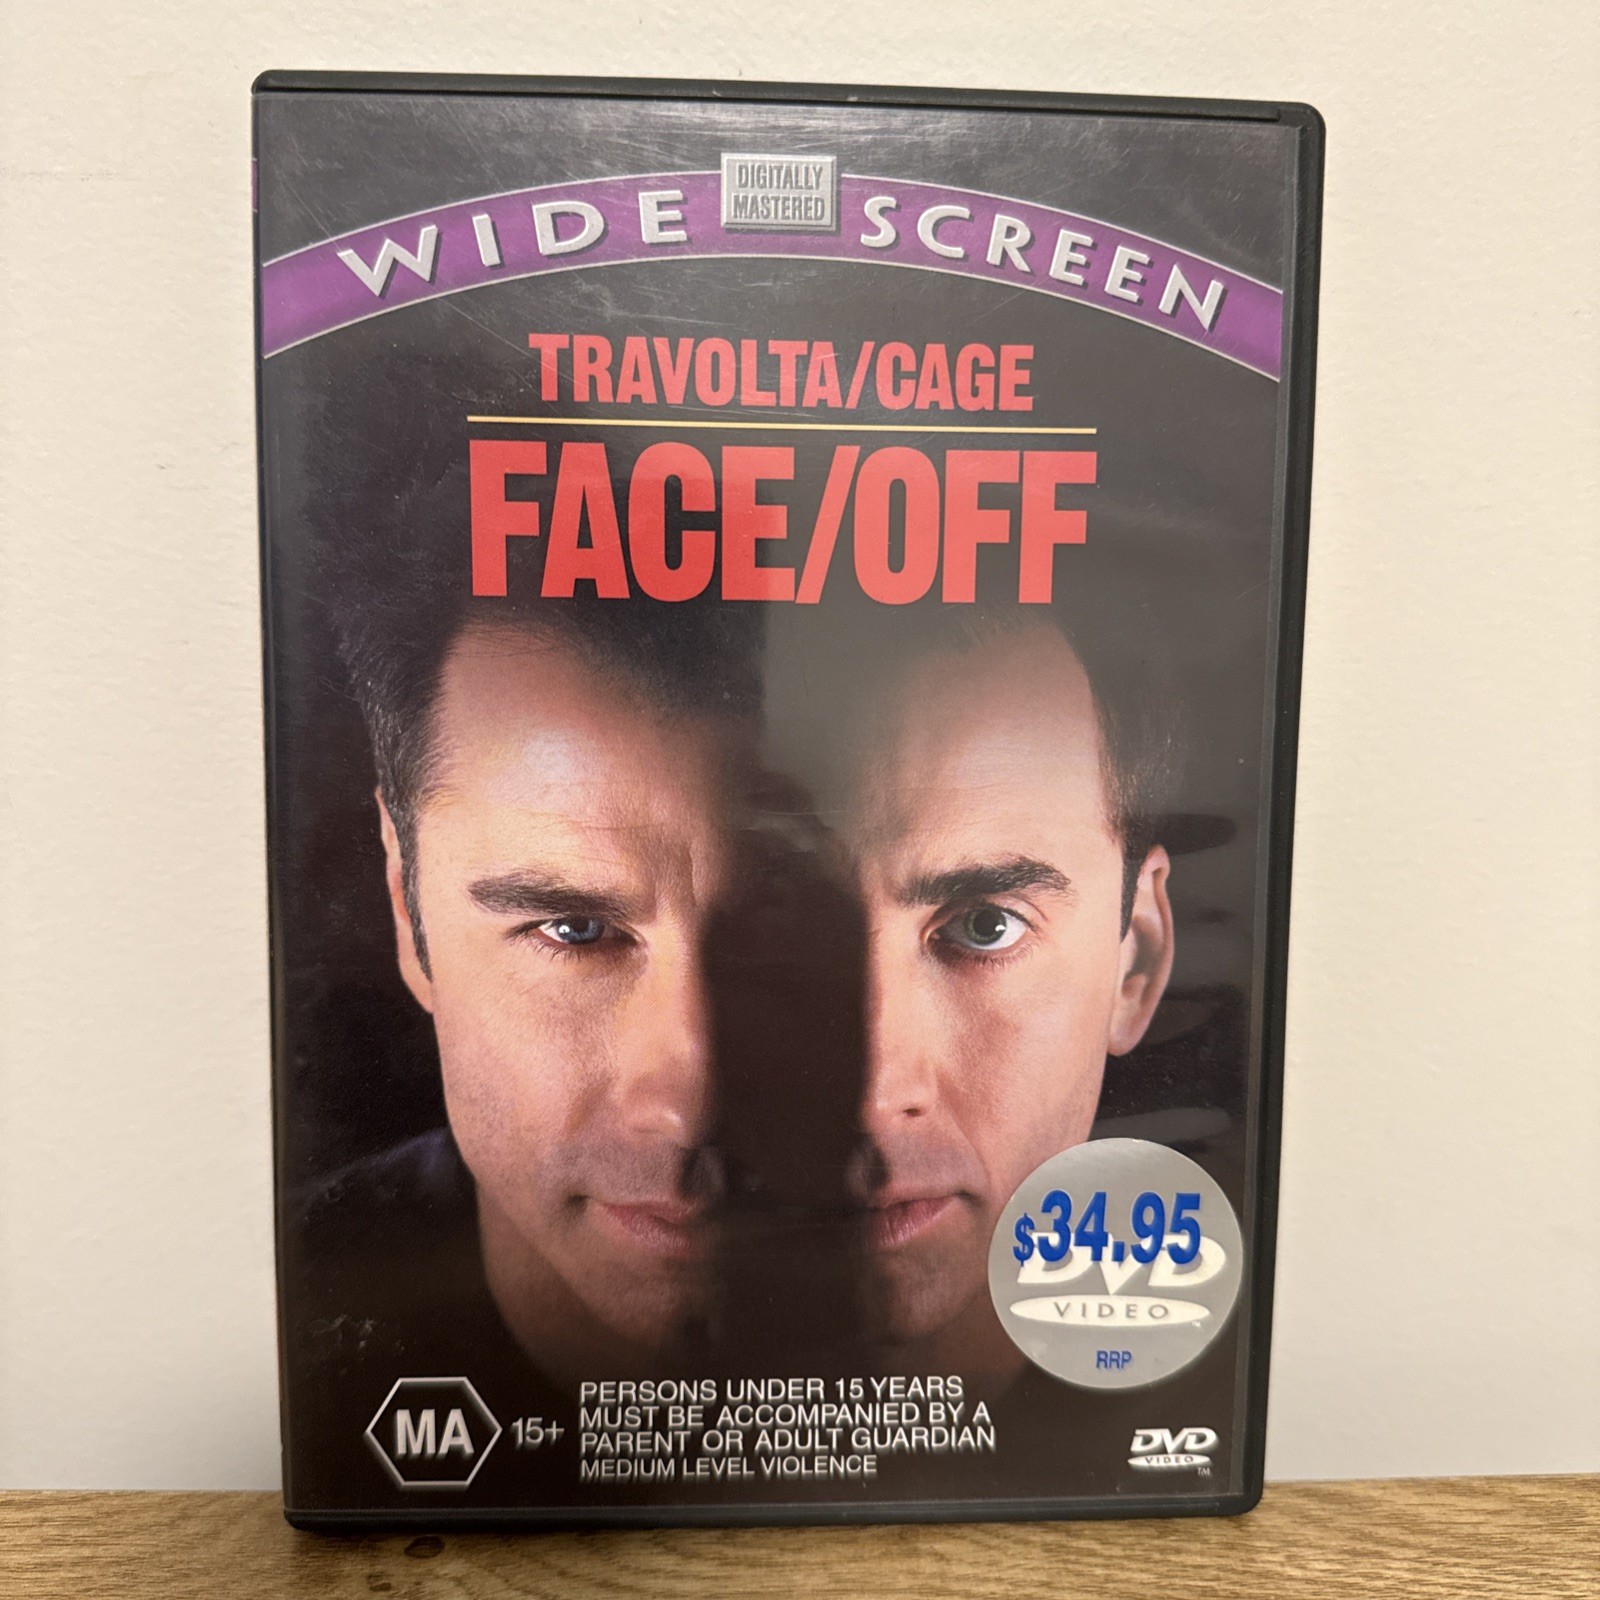 WIDE DIGITALLY MASTERED SCREEN
TRAVOLTA/CAGE
FACE/OFF
$34.95
DVD
VIDEO
RRP
MA 15+
PERSONS UNDER 15 YEARS
MUST BE ACCOMPANIED BY A
PARENT OR ADULT GUARDIAN
MEDIUM LEVEL VIOLENCE
DVD
VIDEO
TM